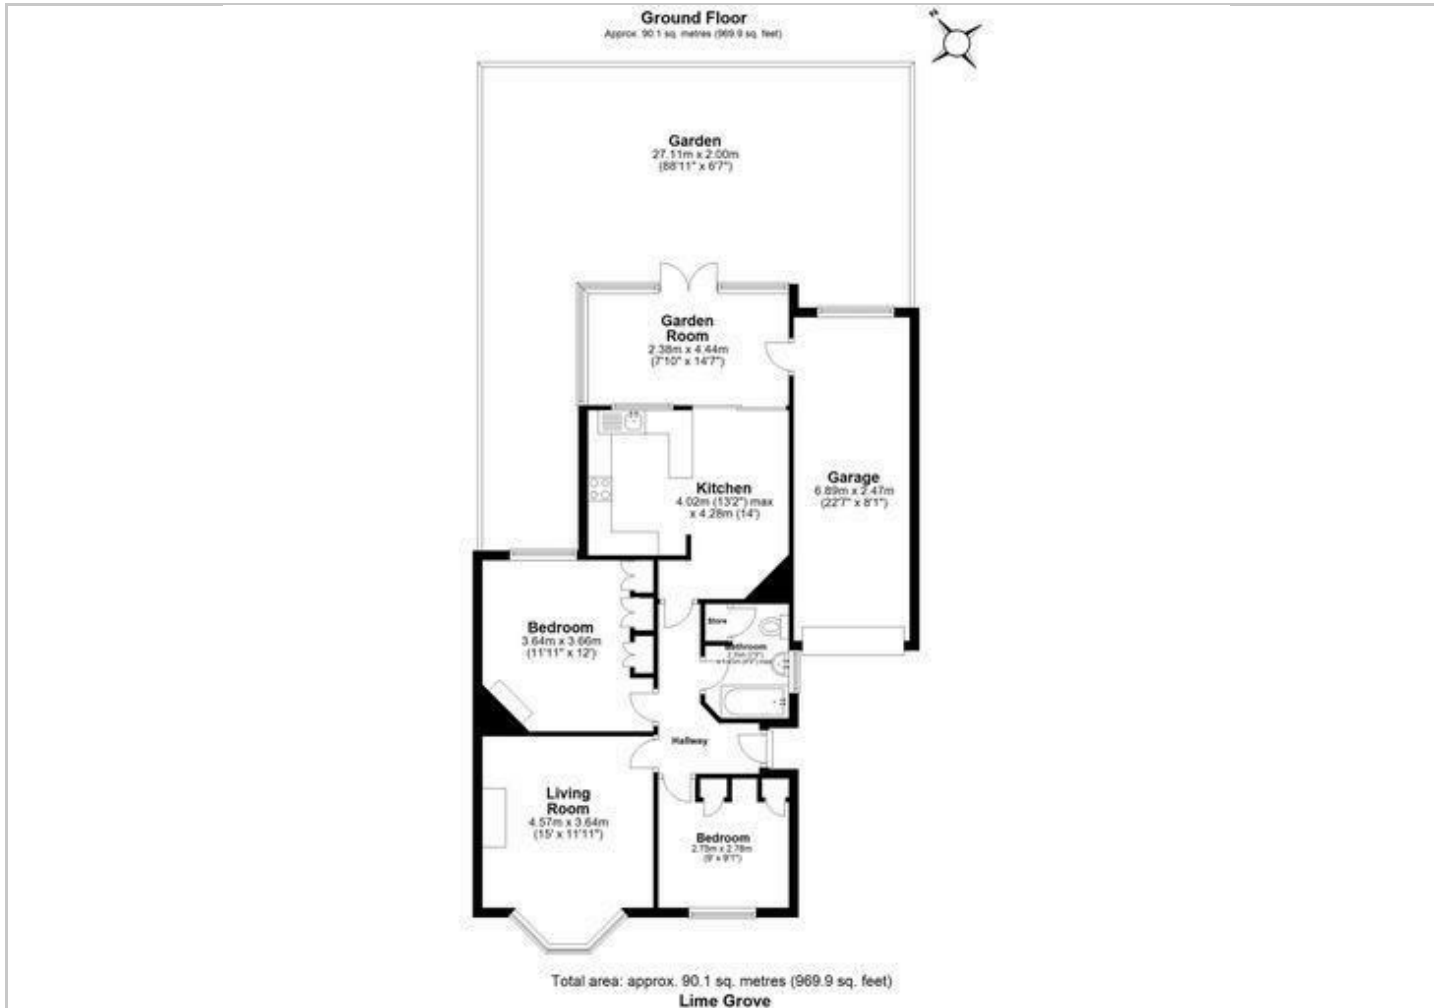 Ground Floor
Approx. 90.1 sq. metres (969.9 sq. feet)
N
Garden
27.11m x 2.00m
(88'11" x 6'7")
Garden
Room
2.38m x 4.44m
(7'10" x 14'7")
Kitchen
4.02m (13'2") max
x 4.28m (14')
Garage
6.89m x 2.47m
(22'7" x 8'1")
Store
Bathroom
Bedroom
3.64m x 3.66m
(11'11" x 12')
Hallway
Living
Room
4.57m x 3.64m
(15' x 11'11")
Bedroom
2.75m x 2.78m
(9' x 9'1")
Total area: approx. 90.1 sq. metres (969.9 sq. feet)
Lime Grove